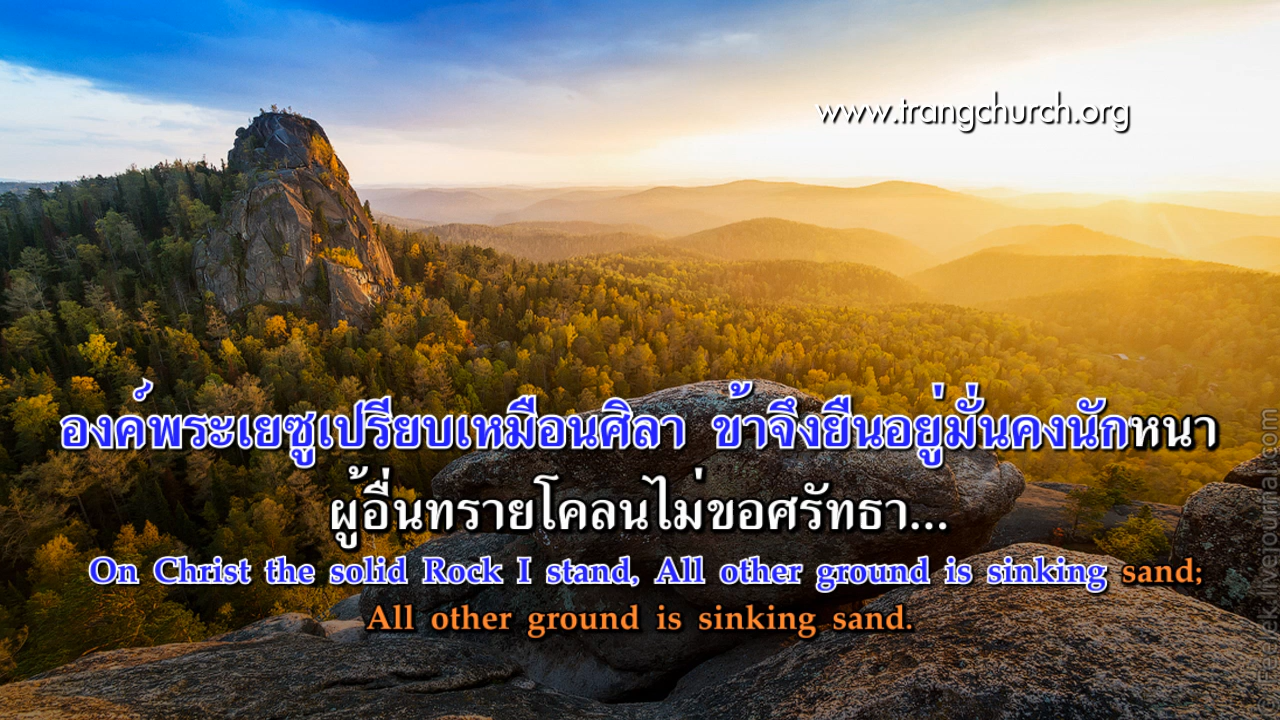 www.trangchurch.org
องค์พระเยซูเปรียบเหมือนศิลา ข้าจึงยืนอยู่มั่นคงนักหนา
ผู้อื่นทรายโคลนไม่ขอศรัทธา...
On Christ the solid Rock I stand, All other ground is sinking sand;
All other ground is sinking sand.